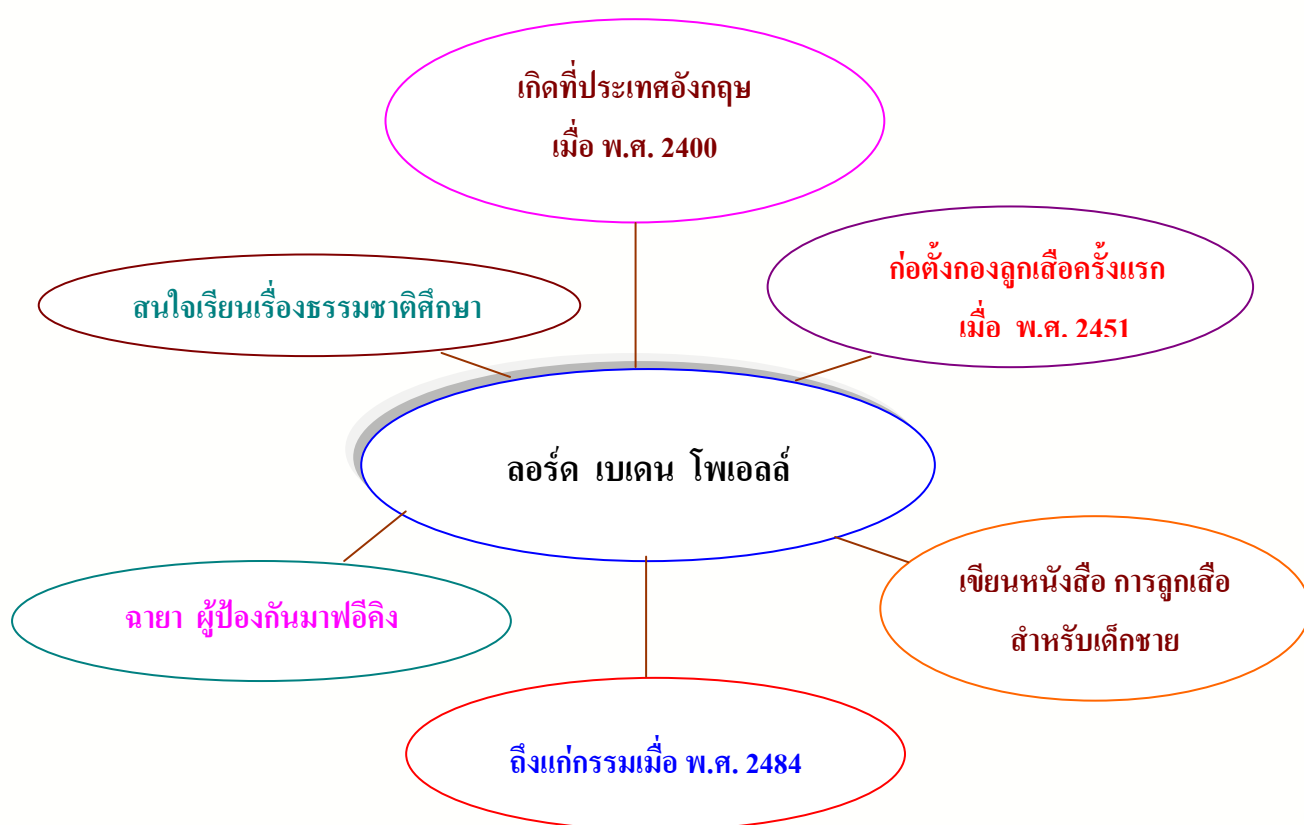 เกิดที่ประเทศอังกฤษ
เมื่อ พ.ศ. 2400
ก่อตั้งกองลูกเสือครั้งแรก
เมื่อ พ.ศ. 2451
สนใจเรียนเรื่องธรรมชาติศึกษา
ลอร์ด เบเดน โพเอลล์
เขียนหนังสือ การลูกเสือ
สำหรับเด็กชาย
ฉายา ผู้ป้องกันมาฟอีคิง
ถึงแก่กรรมเมื่อ พ.ศ. 2484